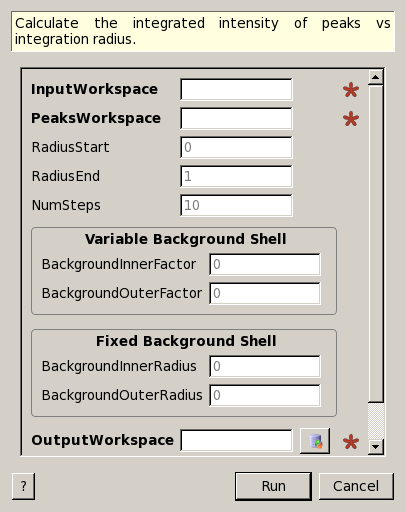 Calculate the integrated intensity of peaks vs
integration radius.
InputWorkspace
PeaksWorkspace
RadiusStart 0
RadiusEnd 1
NumSteps 10
Variable Background Shell
BackgroundInnerFactor 0
BackgroundOuterFactor 0
Fixed Background Shell
BackgroundInnerRadius 0
BackgroundOuterRadius 0
OutputWorkspace
? Run Cancel